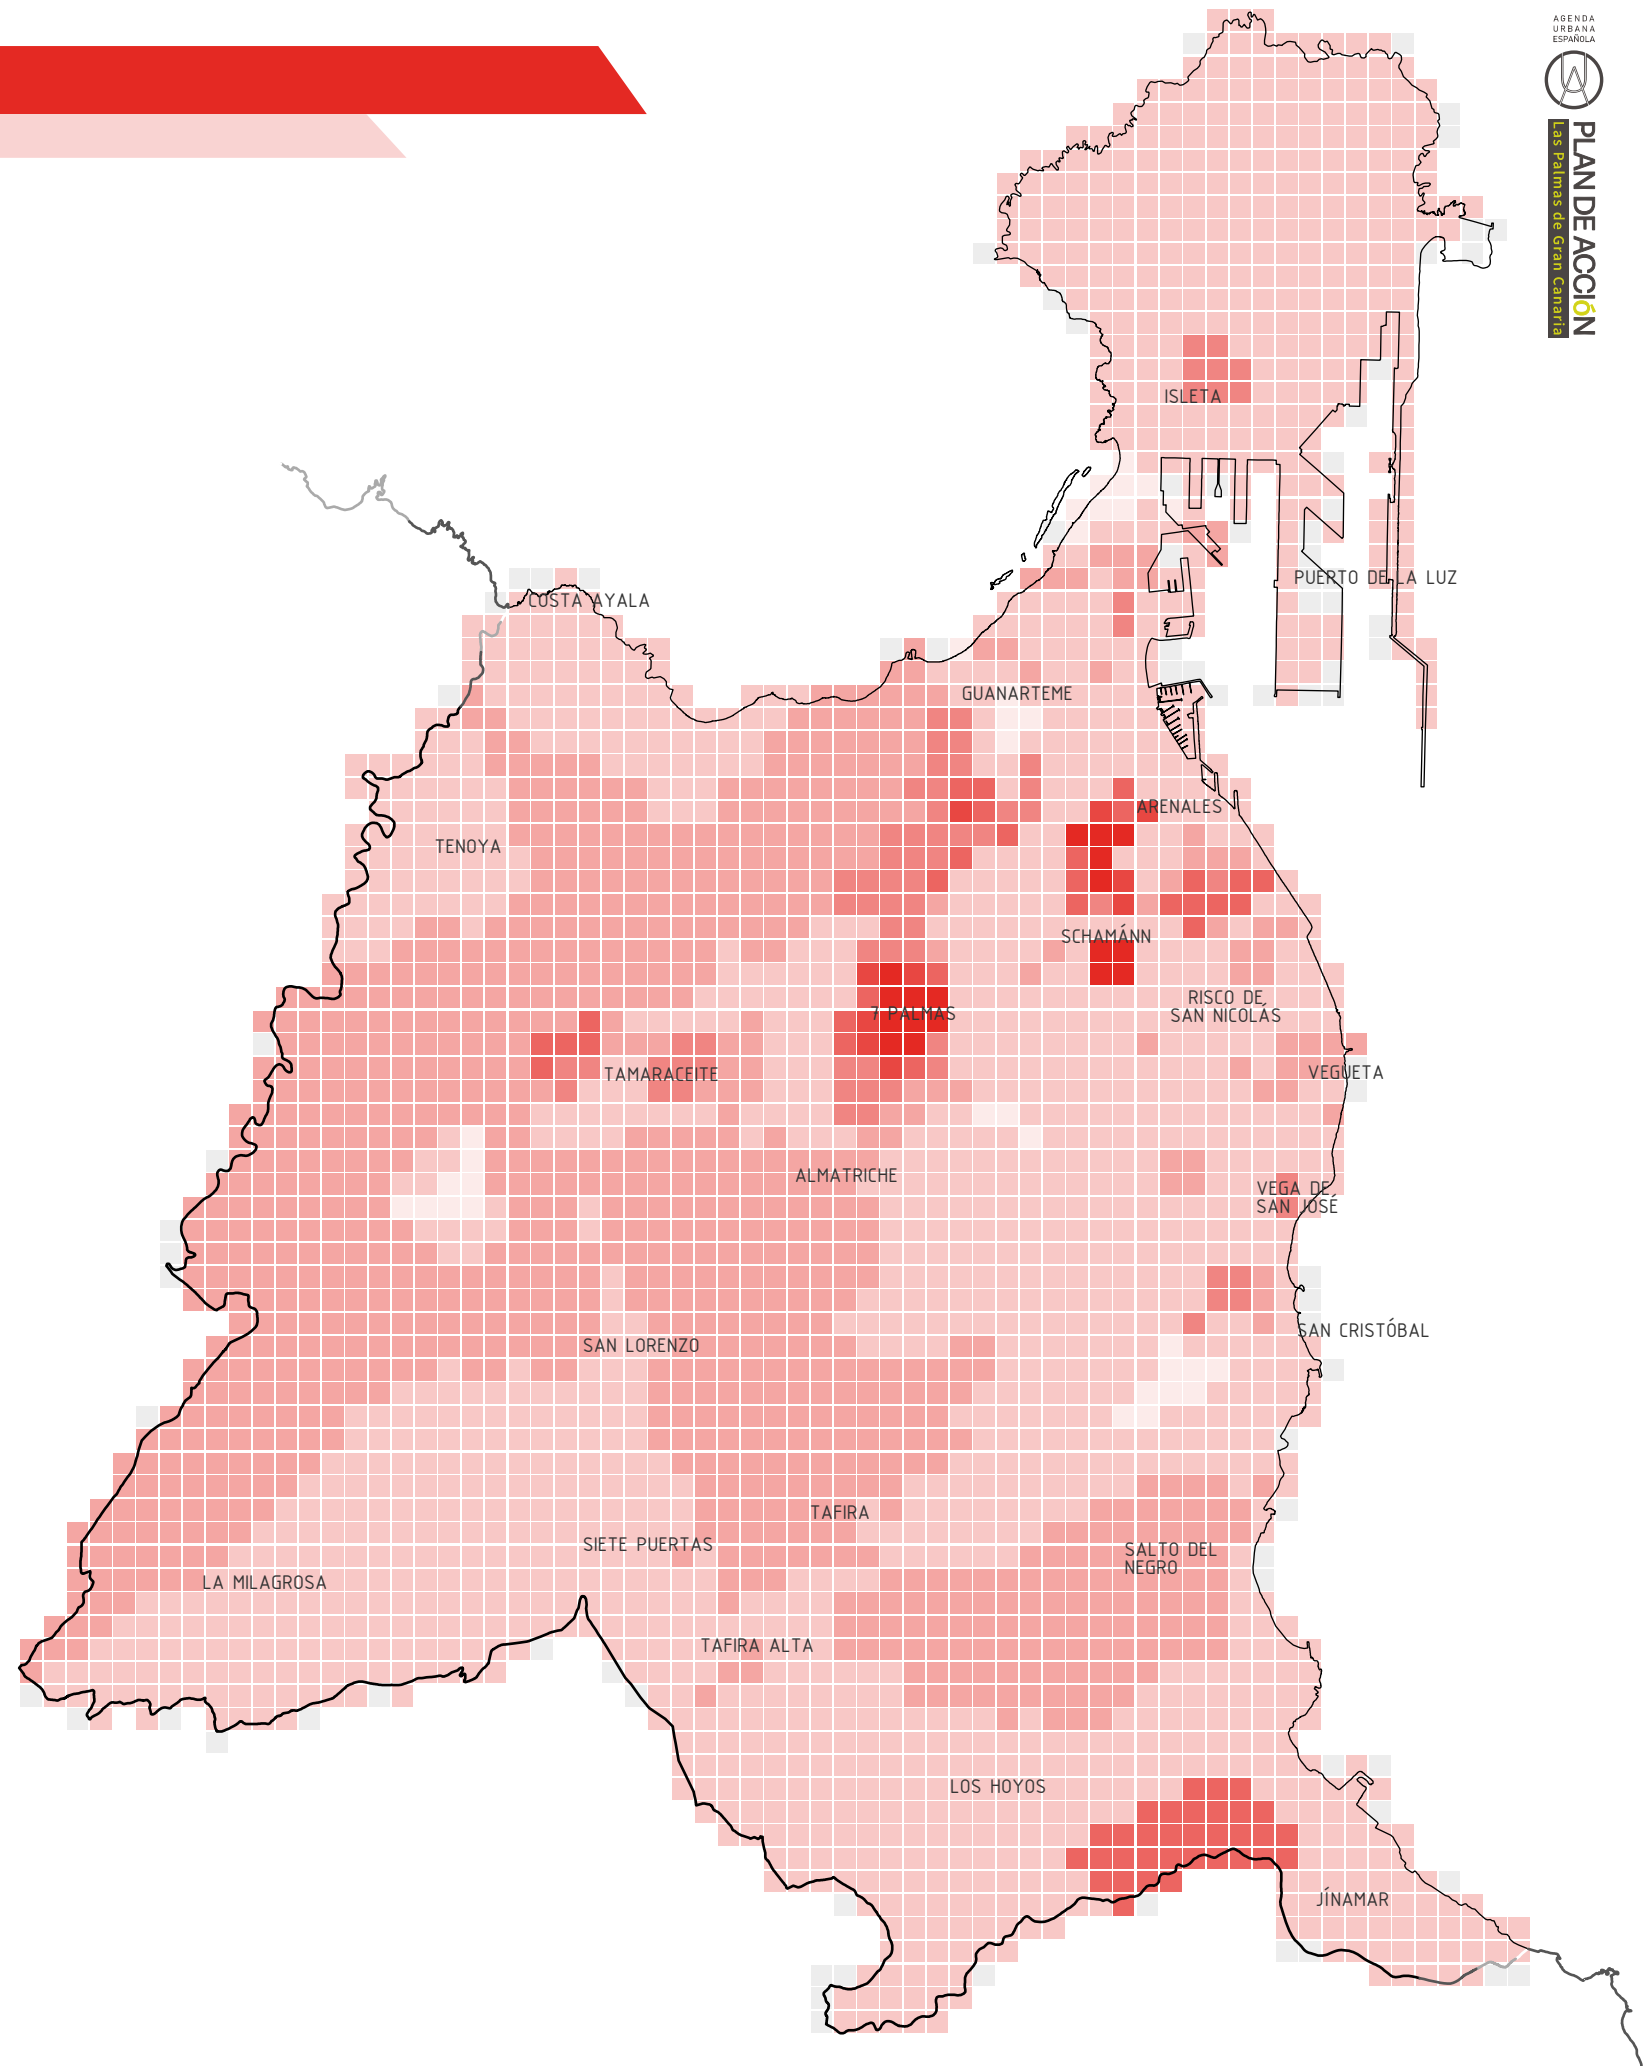 AGENDA
URBANA
ESPAÑOLA
PLAN DE ACCIÓN
Las Palmas de Gran Canaria
ISLETA
PUERTO DE LA LUZ
COSTA AYALA
GUANARTEME
ARENALES
TENOYA
SCHAMÁNN
RISCO DE
SAN NICOLÁS
7 PALMAS
TAMARACEITE
VEGUETA
ALMATRICHE
VEGA DE
SAN JOSÉ
SAN CRISTÓBAL
SAN LORENZO
TAFIRA
SIETE PUERTAS
SALTO DEL
NEGRO
LA MILAGROSA
TAFIRA ALTA
LOS HOYOS
JÍNAMAR